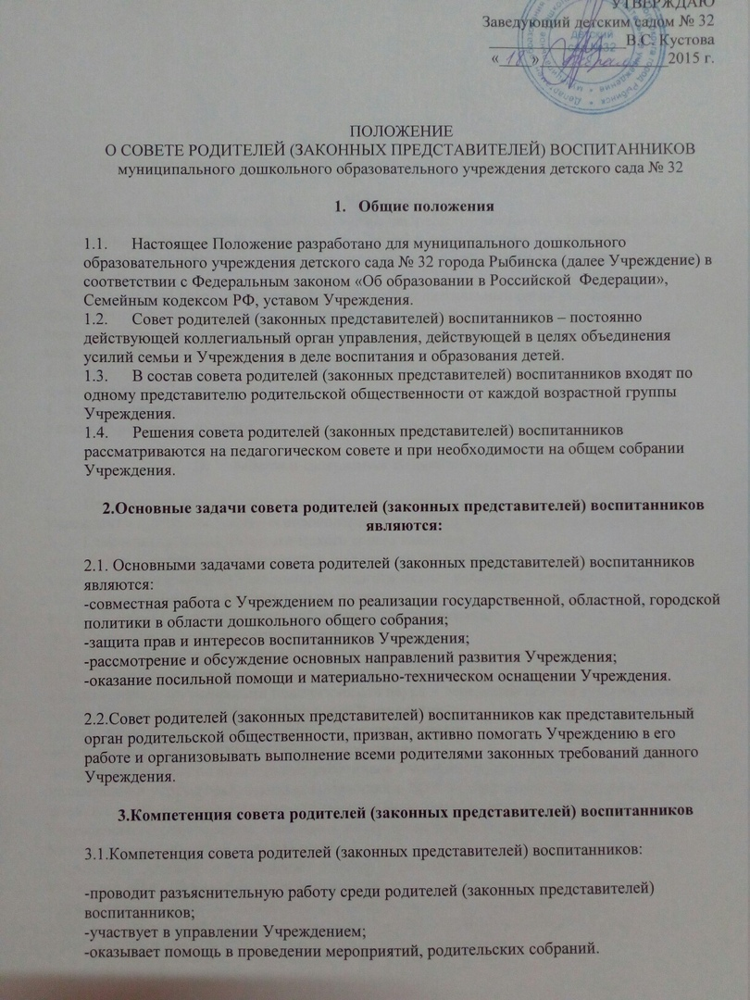 УТВЕРЖДАЮ
Заведующий детским садом № 32
В.С. Кустова
« 18 » 2015 г.
ПОЛОЖЕНИЕ
О СОВЕТЕ РОДИТЕЛЕЙ (ЗАКОННЫХ ПРЕДСТАВИТЕЛЕЙ) ВОСПИТАННИКОВ
муниципального дошкольного образовательного учреждения детского сада № 32
1. Общие положения
1.1. Настоящее Положение разработано для муниципального дошкольного
образовательного учреждения детского сада № 32 города Рыбинска (далее Учреждение) в
соответствии с Федеральным законом «Об образовании в Российской Федерации»,
Семейным кодексом РФ, уставом Учреждения.
1.2. Совет родителей (законных представителей) воспитанников – постоянно
действующей коллегиальный орган управления, действующей в целях объединения
усилий семьи и Учреждения в деле воспитания и образования детей.
1.3. В состав совета родителей (законных представителей) воспитанников входят по
одному представителю родительской общественности от каждой возрастной группы
Учреждения.
1.4. Решения совета родителей (законных представителей) воспитанников
рассматриваются на педагогическом совете и при необходимости на общем собрании
Учреждения.
2.Основные задачи совета родителей (законных представителей) воспитанников
являются:
2.1. Основными задачами совета родителей (законных представителей) воспитанников
являются:
-совместная работа с Учреждением по реализации государственной, областной, городской
политики в области дошкольного общего собрания;
-защита прав и интересов воспитанников Учреждения;
-рассмотрение и обсуждение основных направлений развития Учреждения;
-оказание посильной помощи и материально-техническом оснащении Учреждения.
2.2.Совет родителей (законных представителей) воспитанников как представительный
орган родительской общественности, призван, активно помогать Учреждению в его
работе и организовывать выполнение всеми родителями законных требований данного
Учреждения.
3.Компетенция совета родителей (законных представителей) воспитанников
3.1.Компетенция совета родителей (законных представителей) воспитанников:
-проводит разъяснительную работу среди родителей (законных представителей)
воспитанников;
-участвует в управлении Учреждением;
-оказывает помощь в проведении мероприятий, родительских собраний.